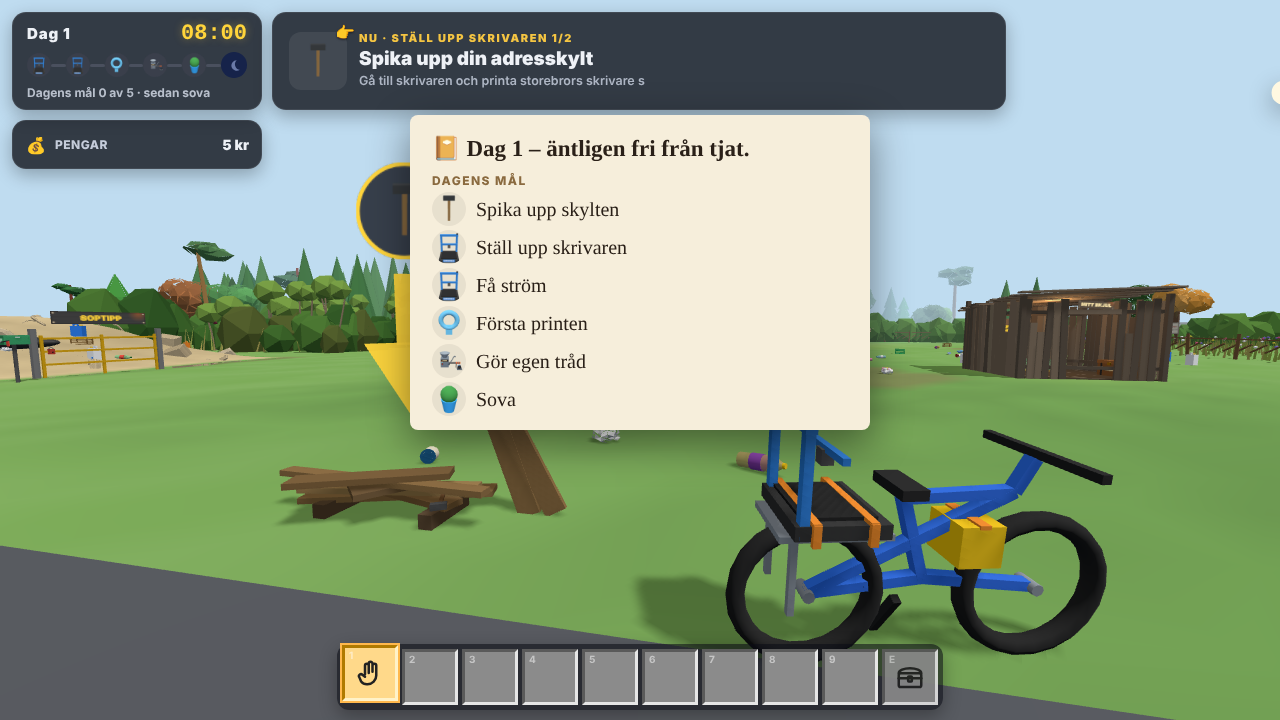 Dag 1
08:00
Dagens mål 0 av 5 · sedan sova
PENGAR
5 kr
NU · STÄLL UPP SKRIVAREN 1/2
Spika upp din adresskylt
Gå till skrivaren och printa storebrors skrivare s
Dag 1 – äntligen fri från tjat.
DAGENS MÅL
Spika upp skylten
Ställ upp skrivaren
Få ström
Första printen
Gör egen tråd
Sova
SOPTIPP
1
2
3
4
5
6
7
8
9
E